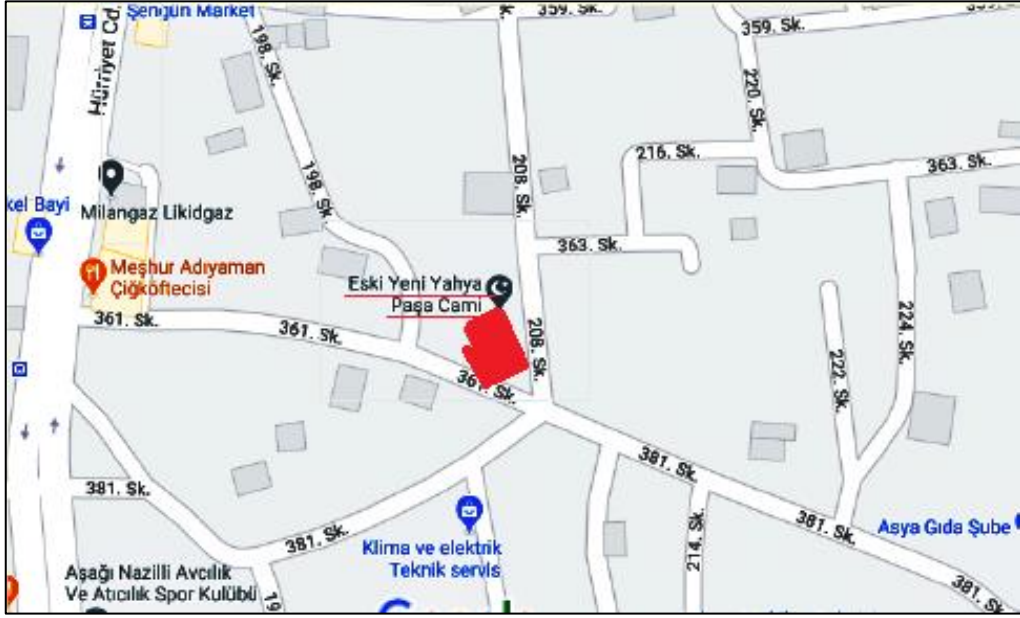 Şengün Market
359. Sk.
359. Sk.
Hürriyet Cd.
198. Sk.
220. Sk.
216. Sk.
363. Sk.
208. Sk.
198. Sk.
Milangaz Likidgaz
kel Bayi
363. Sk.
Meşhur Adıyaman
Çiğköftecisi
Eski Yeni Yahya
Paşa Cami
361. Sk.
361. Sk.
208. Sk.
224. Sk.
222. Sk.
361. Sk.
381. Sk.
381. Sk.
381. Sk.
214. Sk.
381. Sk.
Asya Gıda Şube
Klima ve elektrik
Teknik servis
Aşağı Nazilli Avcılık
Ve Atıcılık Spor Kulübü
19
381. Sk.